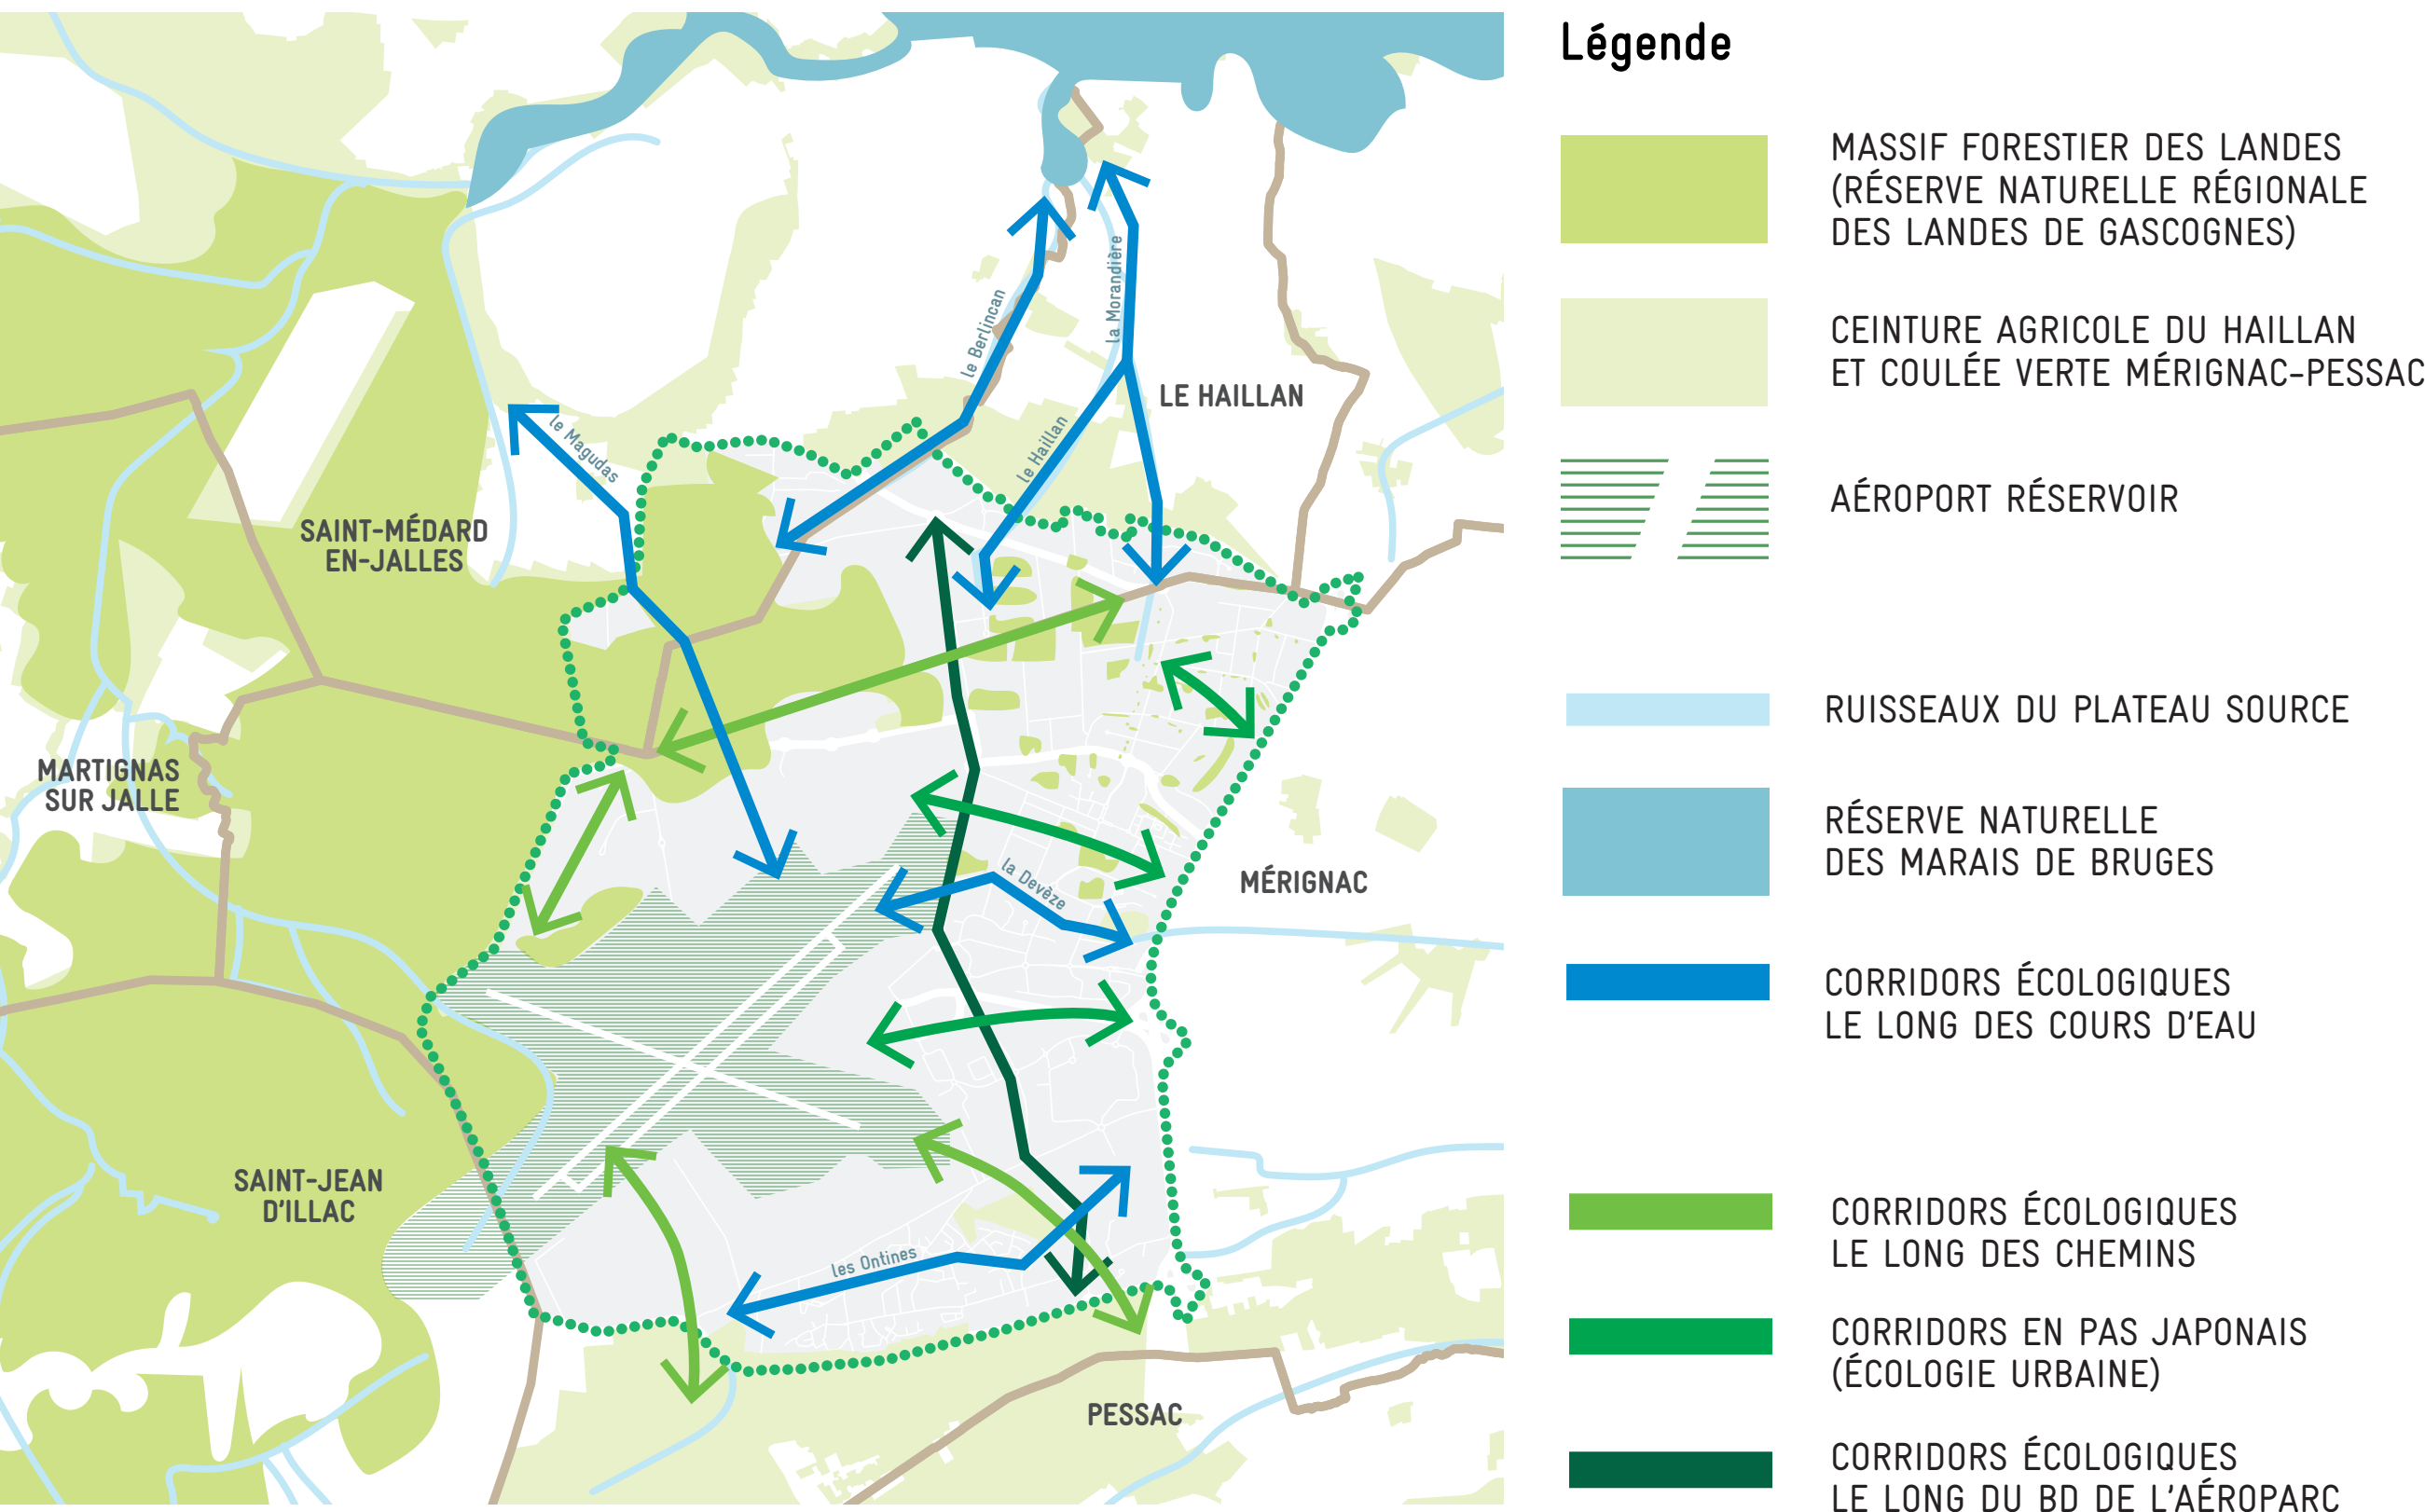 Légende
MASSIF FORESTIER DES LANDES
(RÉSERVE NATURELLE RÉGIONALE
DES LANDES DE GASCOGNES)
CEINTURE AGRICOLE DU HAILLAN
ET COULÉE VERTE MÉRIGNAC-PESSAC
AÉROPORT RÉSERVOIR
RUISSEAUX DU PLATEAU SOURCE
RÉSERVE NATURELLE
DES MARAIS DE BRUGES
CORRIDORS ÉCOLOGIQUES
LE LONG DES COURS D'EAU
CORRIDORS ÉCOLOGIQUES
LE LONG DES CHEMINS
CORRIDORS EN PAS JAPONAIS
(ÉCOLOGIE URBAINE)
CORRIDORS ÉCOLOGIQUES
LE LONG DU BD DE L'AÉROPARC
la Morandière
le Berlincan
LE HAILLAN
le Magudas
Le Haillan
SAINT-MÉDARD
EN-JALLES
MARTIGNAS
SUR JALLE
la Devèze
MÉRIGNAC
SAINT-JEAN
D'ILLAC
les Ontines
PESSAC